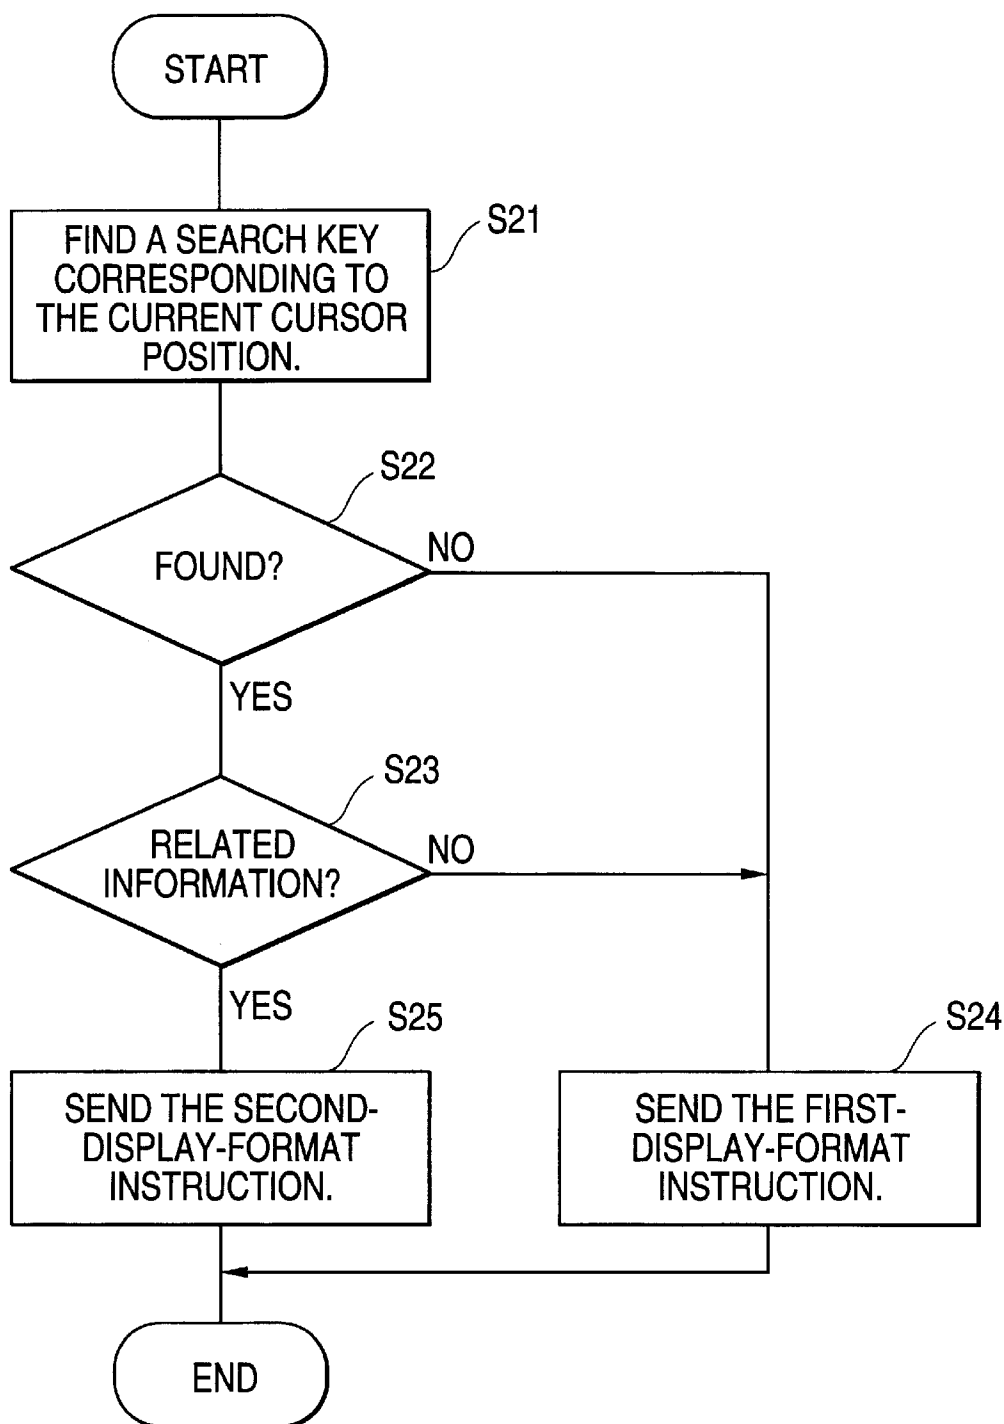 START
S21
FIND A SEARCH KEY
CORRESPONDING TO
THE CURRENT CURSOR
POSITION.
S22
FOUND?
NO
YES
S23
RELATED
INFORMATION?
NO
YES
S25
SEND THE SECOND-
DISPLAY-FORMAT
INSTRUCTION.
S24
SEND THE FIRST-
DISPLAY-FORMAT
INSTRUCTION.
END